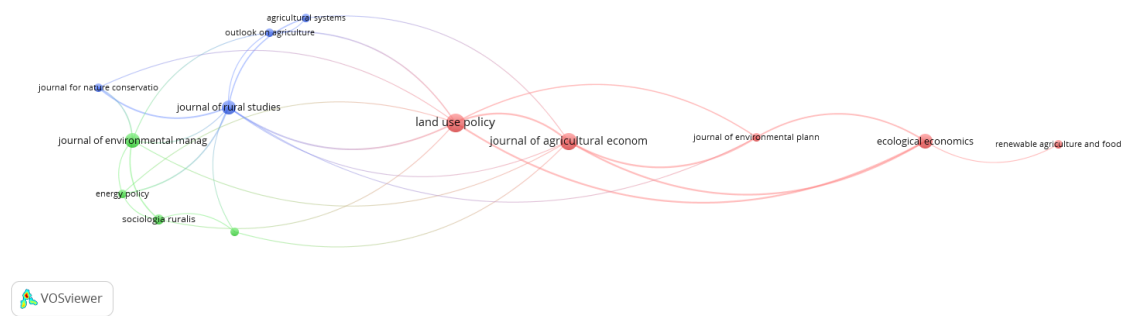 agricultural systems
outlook on agriculture
journal for nature conservatio
journal of rural studies
land use policy
journal of environmental manag
journal of agricultural econom
journal of environmental plann
ecological economics
renewable agriculture and food
energy policy
sociologia ruralis
VOSviewer